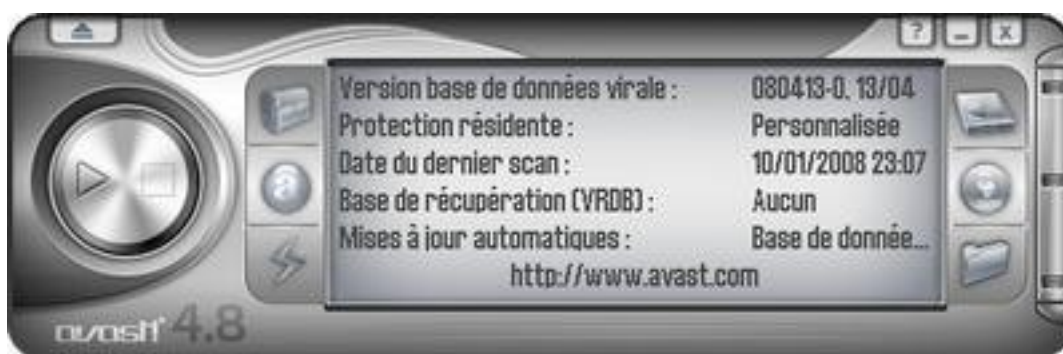 ? _ x
Version base de données virale : 080413-0, 13/04
Protection résidente : Personnalisée
Date du dernier scan : 10/01/2008 23:07
Base de récupération (VRDB) : Aucun
Mises à jour automatiques : Base de donnée...
http://www.avast.com
avast! 4.8